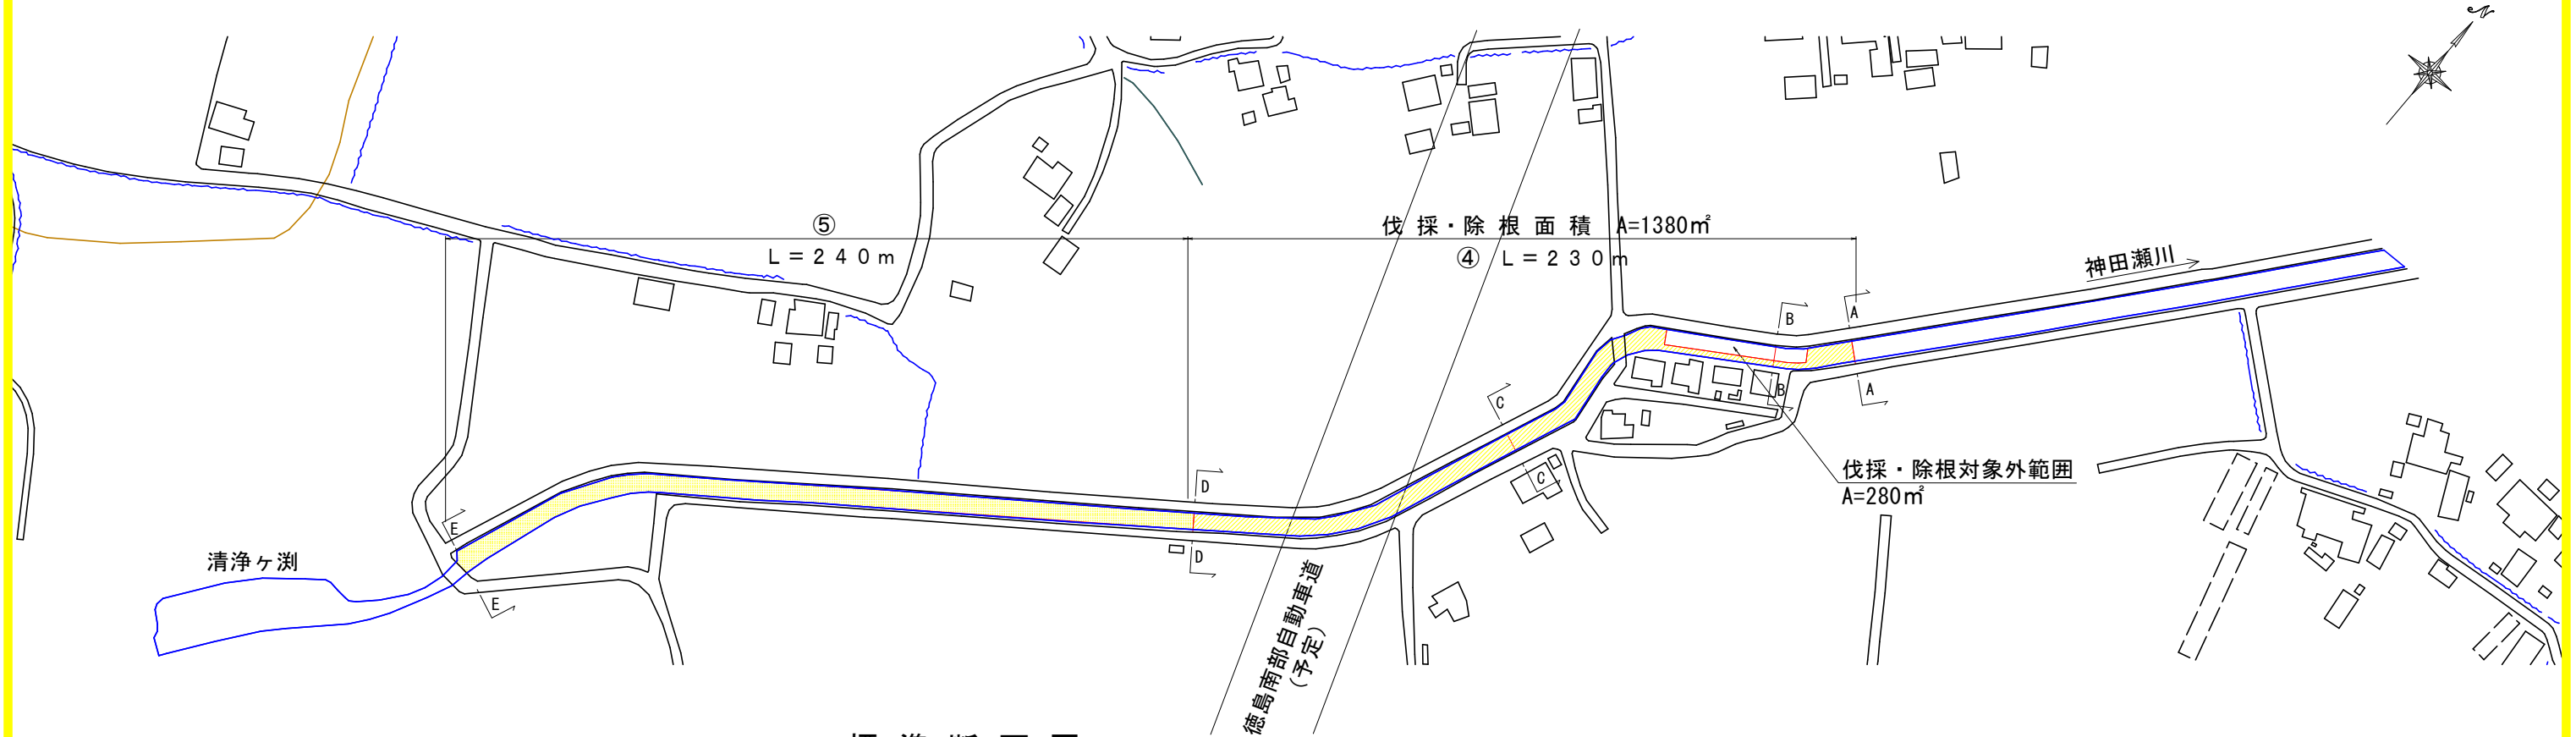 N
⑤
伐採・除根面積 A=1380㎡
L=240m
④ L=230m
神田瀬川
B
A
B
A
C
C
伐採・除根対象外範囲
A=280㎡
D
D
E
E
清浄ヶ渕
徳島南部自動車道
(予定)